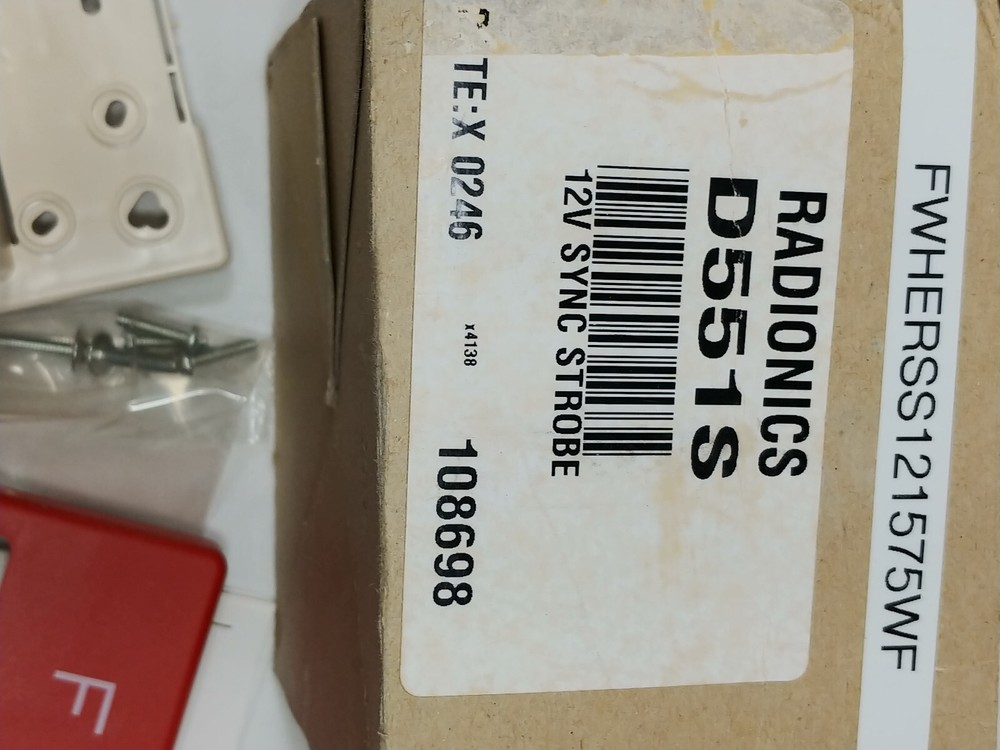 FWHERSS121575WF
RADIONICS
D551S
12V SYNC STROBE
TE:X 0246
x4138
108698
F